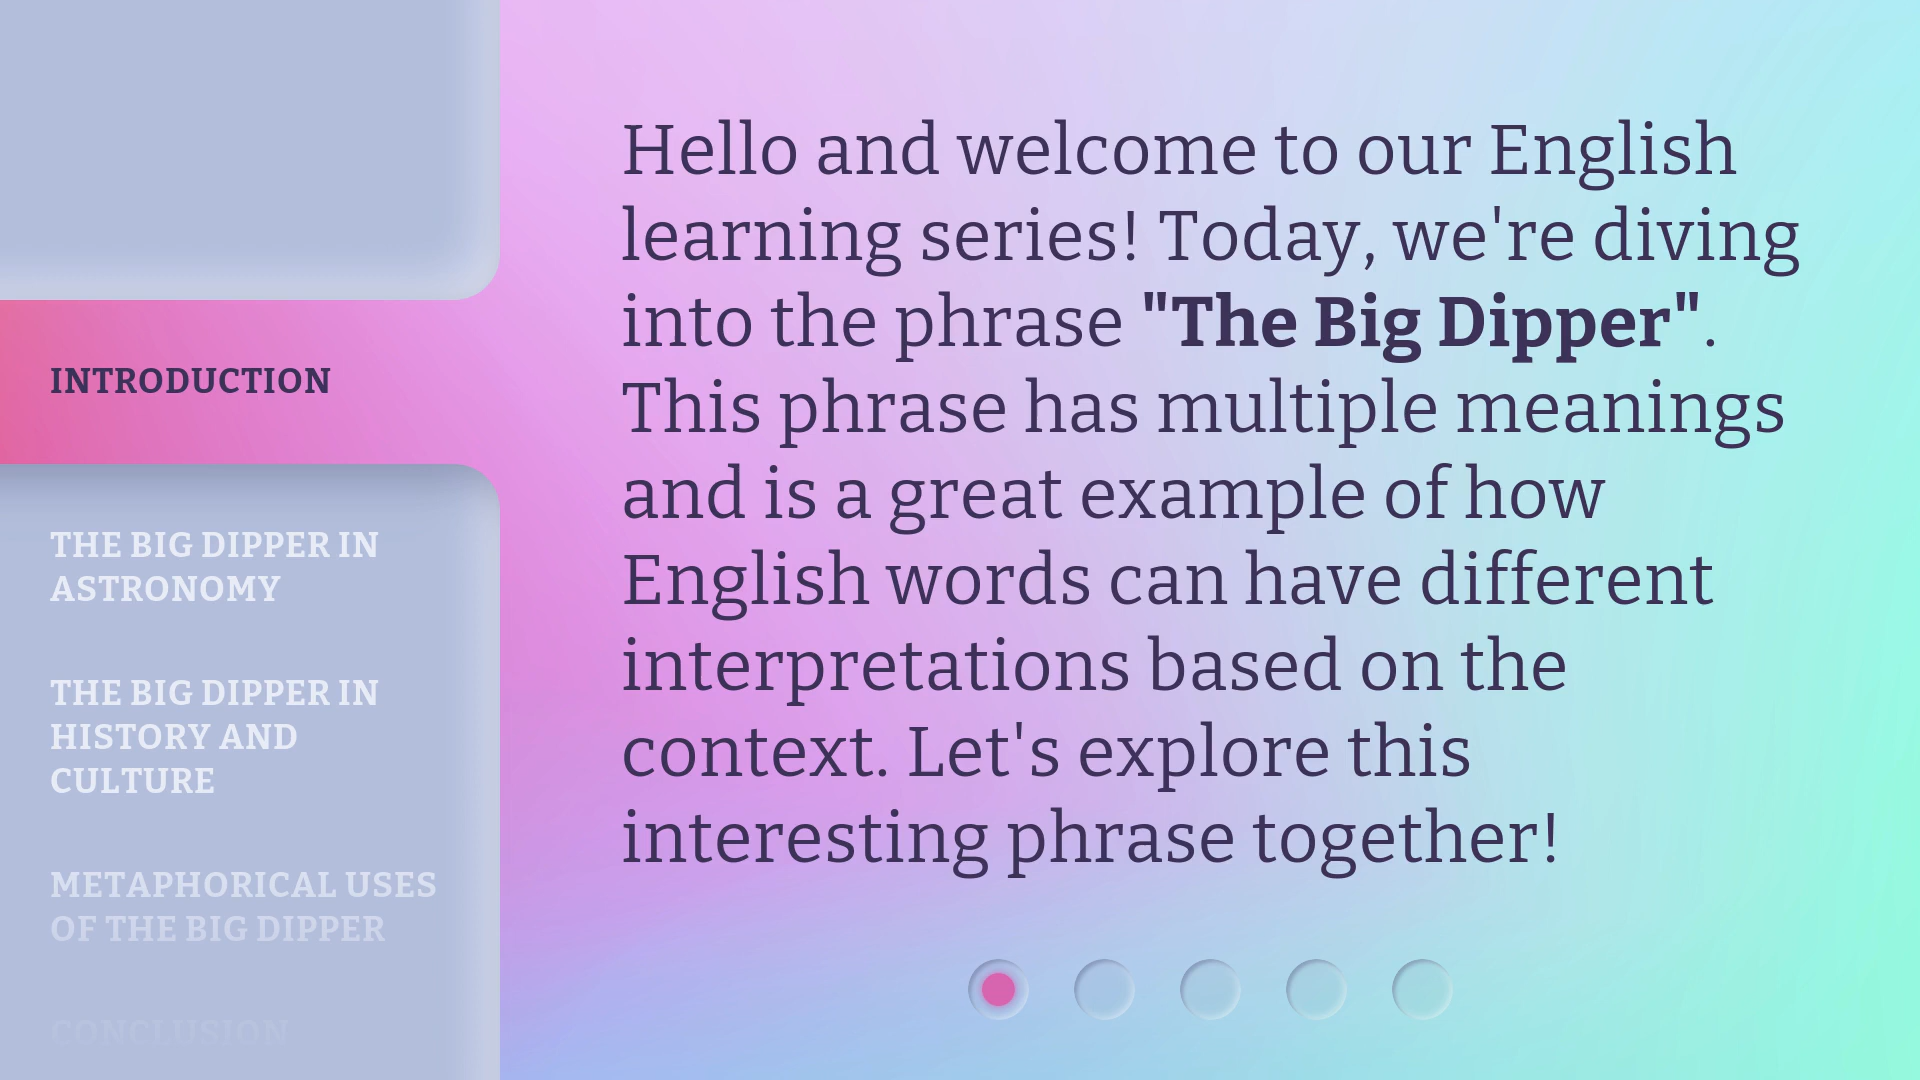 INTRODUCTION
THE BIG DIPPER IN
ASTRONOMY
THE BIG DIPPER IN
HISTORY AND
CULTURE
METAPHORICAL USES
OF THE BIG DIPPER
CONCLUSION
Hello and welcome to our English
learning series! Today, we're diving
into the phrase "The Big Dipper".
This phrase has multiple meanings
and is a great example of how
English words can have different
interpretations based on the
context. Let's explore this
interesting phrase together!